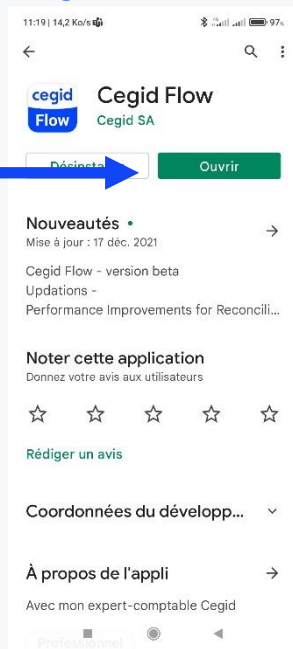 11:19 | 14,2 Ko/s
97%
cegid
Flow
Cegid Flow
Cegid SA
Ouvrir
Nouveautés •
Mise à jour : 17 déc. 2021
Cegid Flow - version beta
Updations -
Performance Improvements for Reconcili...
Noter cette application
Donnez votre avis aux utilisateurs
Rédiger un avis
Coordonnées du développ...
À propos de l'appli
Avec mon expert-comptable Cegid
Professionnel